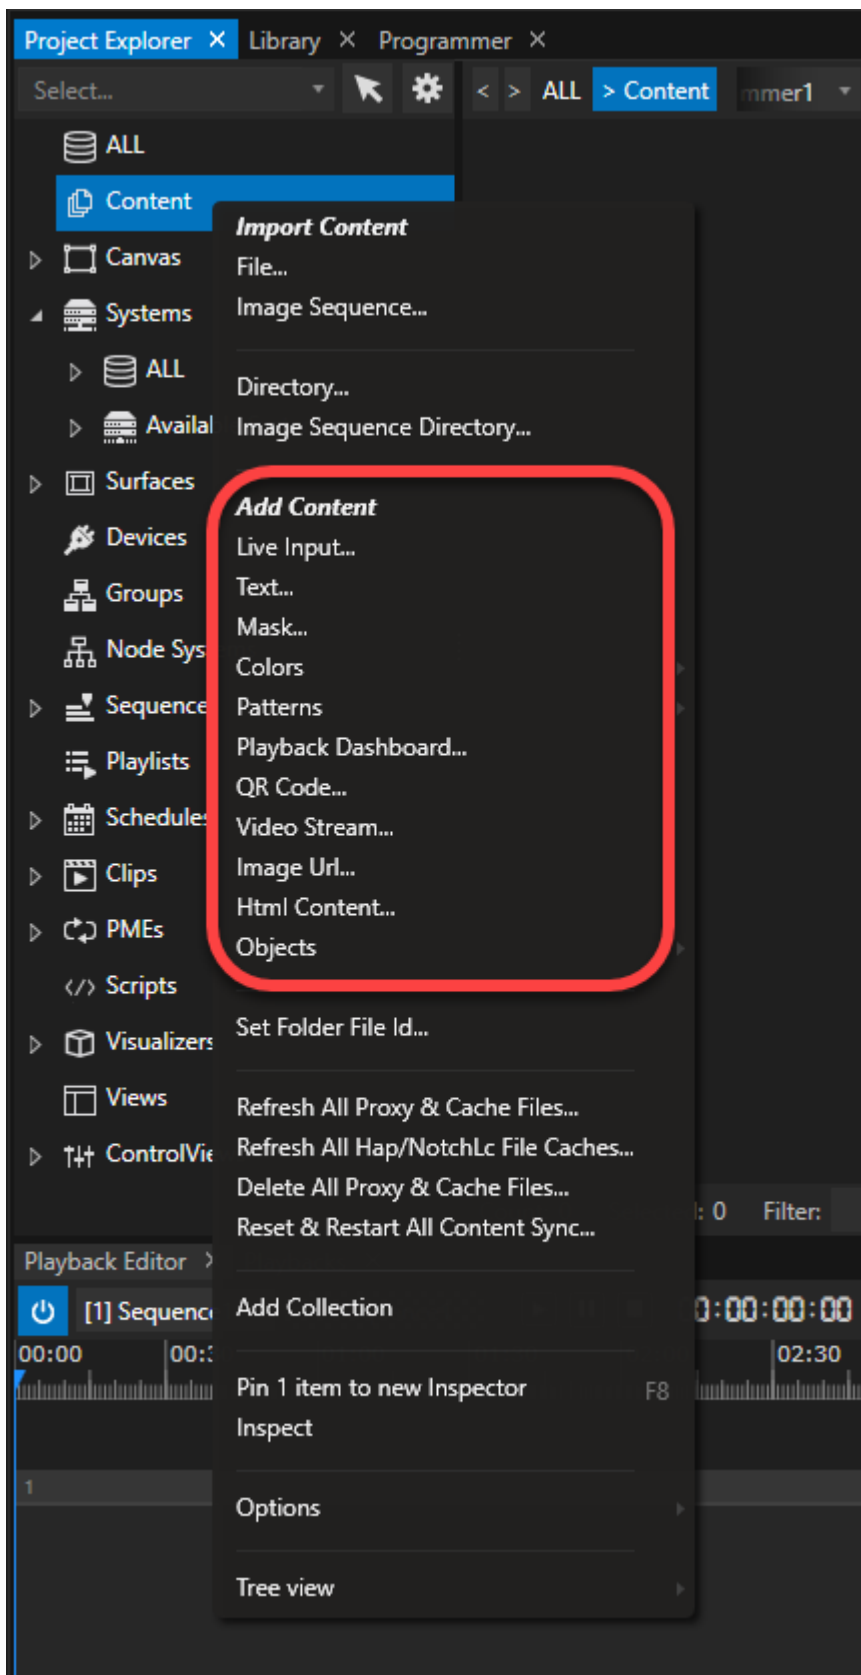 Project Explorer
Library
Programmer
Select...
< > ALL > Content
mmer1
ALL
Content
Canvas
Systems
ALL
Surfaces
Devices
Groups
Node Sys
Sequence
Playlists
Schedule
Clips
PMEs
Scripts
Visualizers
Views
Import Content
File...
Image Sequence...
Directory...
Image Sequence Directory...
Add Content
Live Input...
Text...
Mask...
Colors
Patterns
Playback Dashboard...
QR Code...
Video Stream...
Image Url...
Html Content...
Objects
Set Folder File Id...
Refresh All Proxy & Cache Files...
Refresh All Hap/NotchLc File Caches...
Delete All Proxy & Cache Files...
Reset & Restart All Content Sync...
Add Collection
Pin 1 item to new Inspector F8
Inspect
Options
Tree view
: 0 Filter:
Playback Editor
[1] Sequence
0:00:00:00
00:00
02:30
1